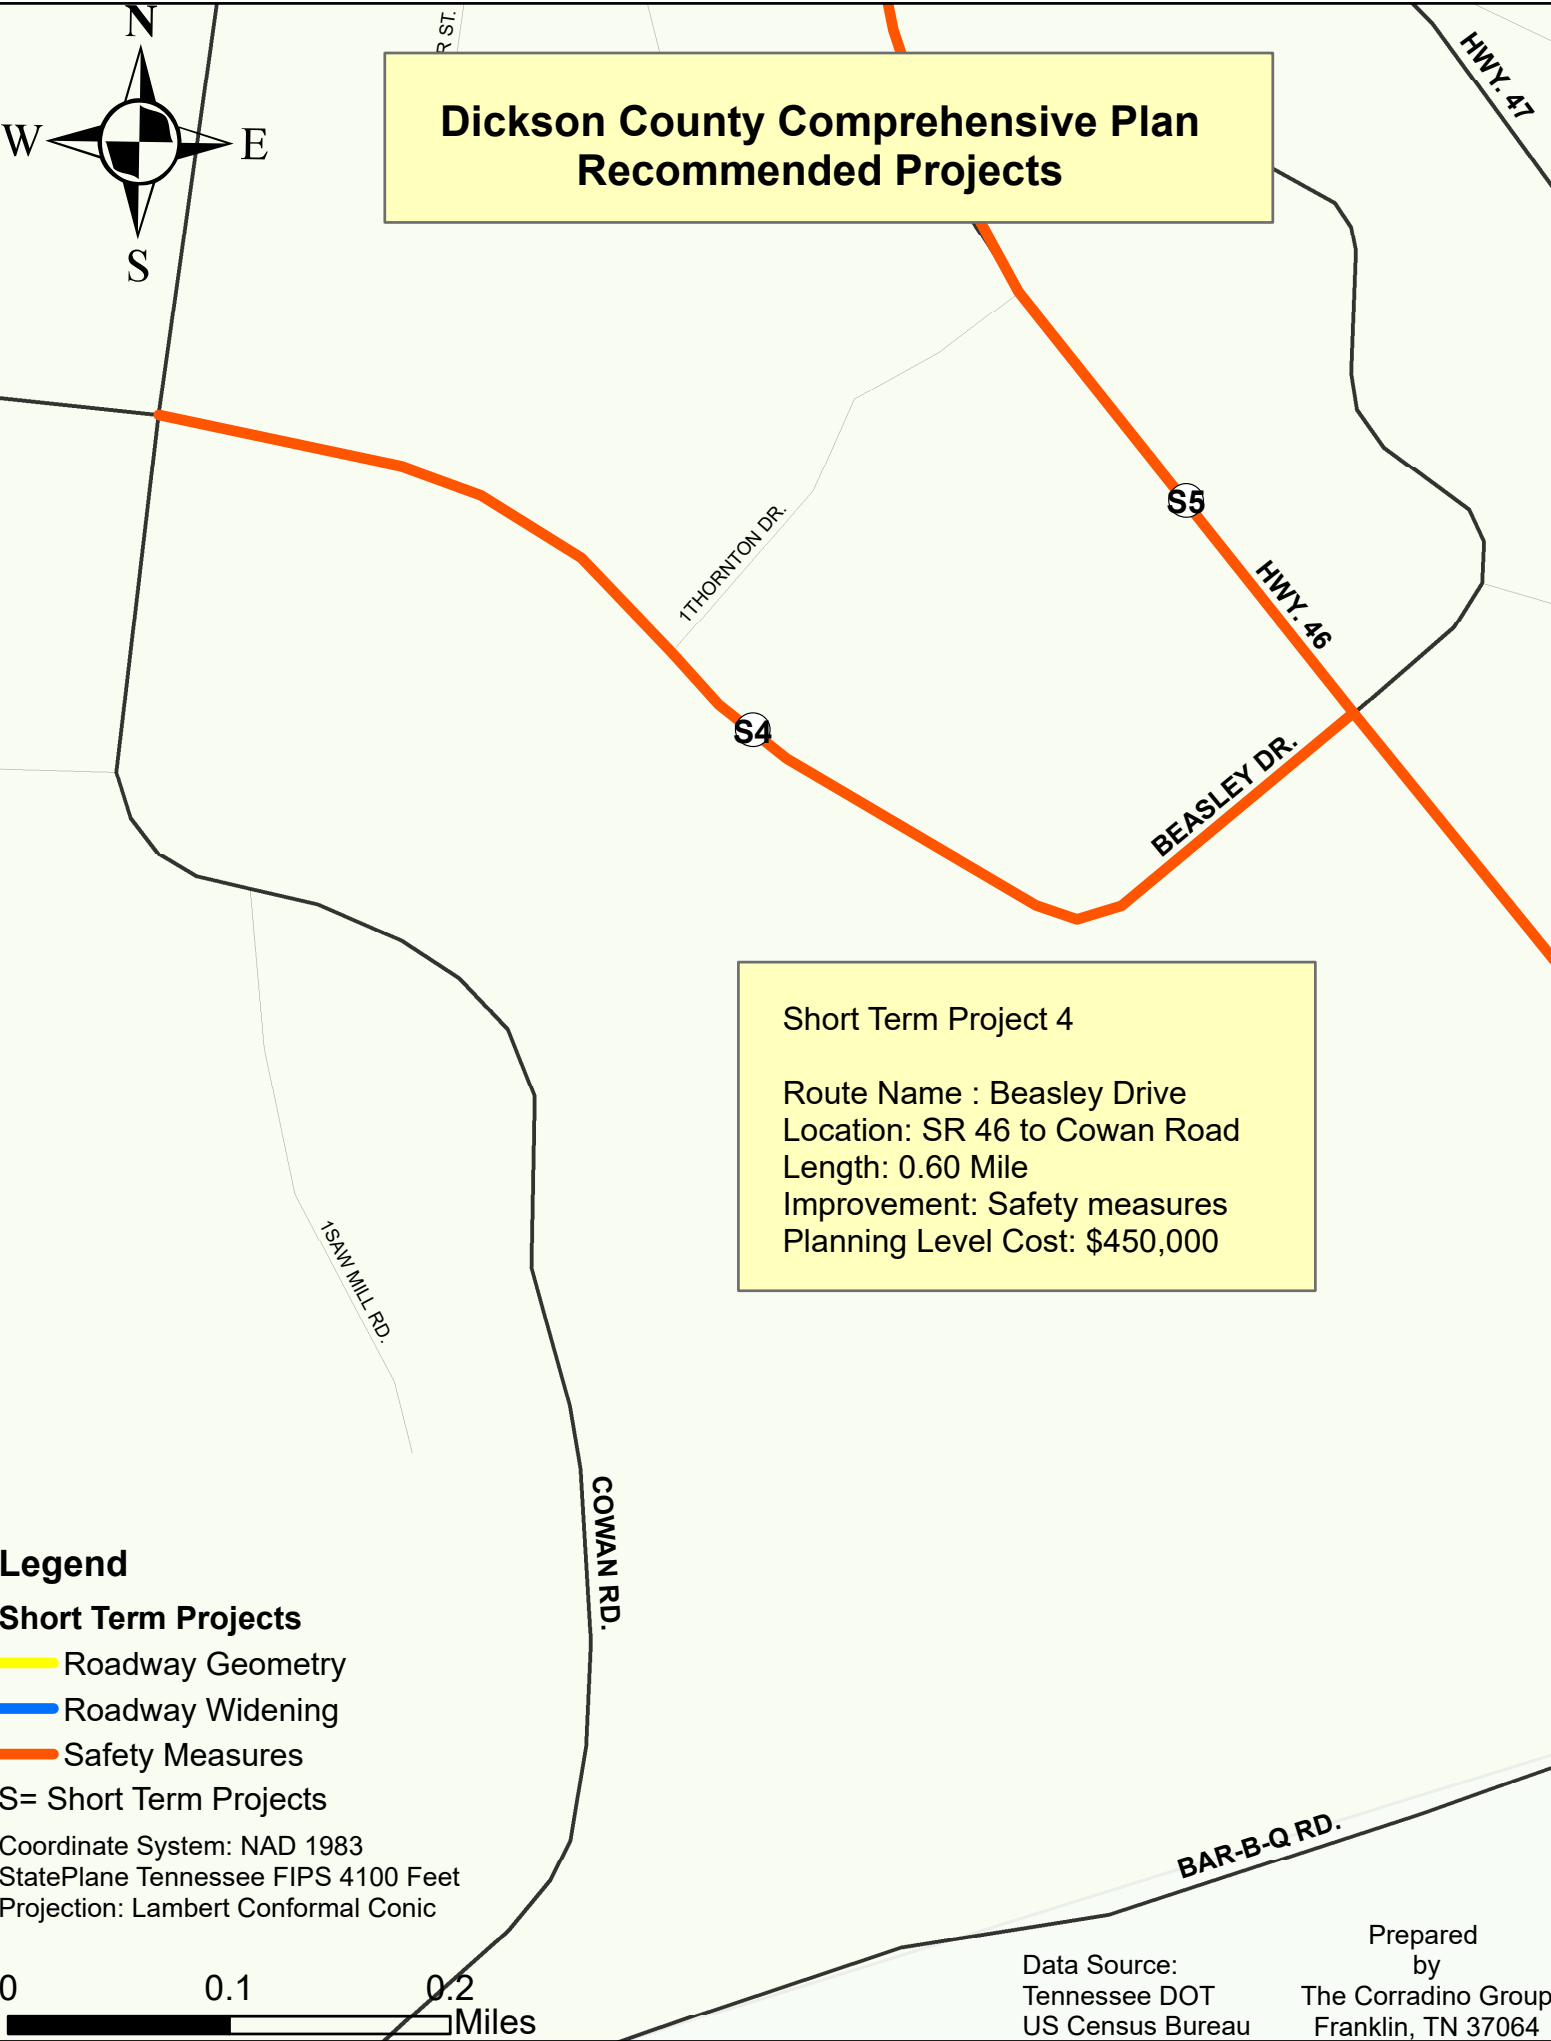 N
W E
S
R ST.
Dickson County Comprehensive Plan
Recommended Projects
HWY. 47
S5
1THORNTON DR.
HWY. 46
S4
BEASLEY DR.
Short Term Project 4
Route Name : Beasley Drive
Location: SR 46 to Cowan Road
Length: 0.60 Mile
Improvement: Safety measures
Planning Level Cost: $450,000
1SAW MILL RD.
COWAN RD.
BAR-B-Q RD.
Legend
Short Term Projects
Roadway Geometry
Roadway Widening
Safety Measures
S= Short Term Projects
Coordinate System: NAD 1983
StatePlane Tennessee FIPS 4100 Feet
Projection: Lambert Conformal Conic
0 0.1 0.2
Miles
Data Source:
Tennessee DOT
US Census Bureau
Prepared
by
The Corradino Group
Franklin, TN 37064